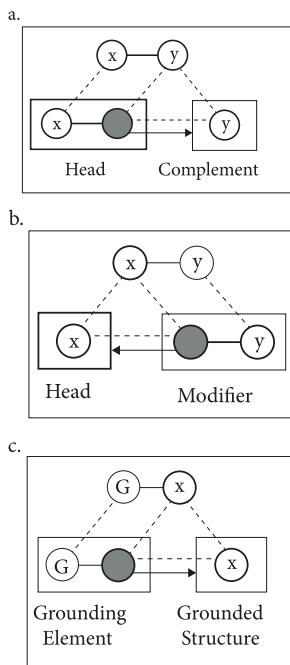 a.
x y
x y
Head Complement
b.
x y
x y
Head Modifier
c.
G x
G x
Grounding Grounded
Element Structure